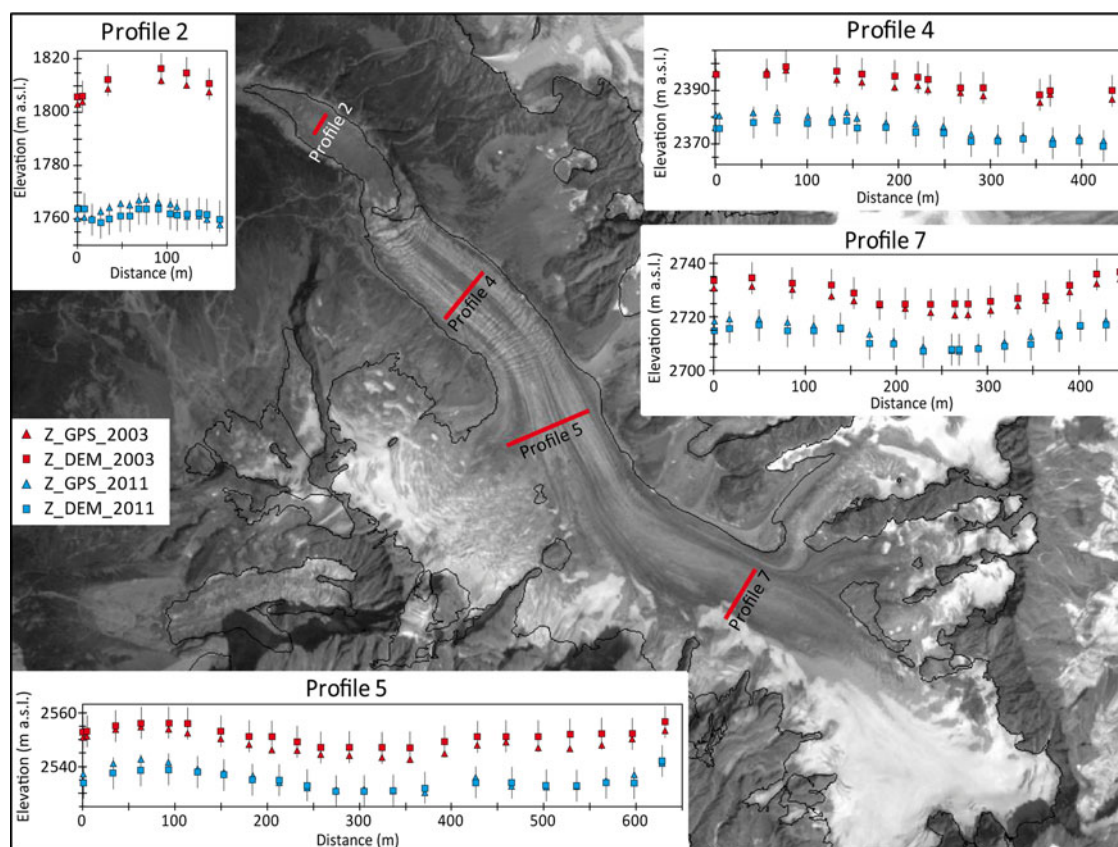 Profile 2
Elevation (m a.s.l.)
1820
1800
1780
1760
0
100
Distance (m)
Profile 4
Elevation (m a.s.l.)
2390
2370
0
100
200
300
400
Distance (m)
Profile 7
Elevation (m a.s.l.)
2740
2720
2700
0
100
200
300
400
Distance (m)
Profile 2
Profile 4
Profile 5
Profile 7
Z_GPS_2003
Z_DEM_2003
Z_GPS_2011
Z_DEM_2011
Profile 5
Elevation (m a.s.l.)
2560
2540
0
100
200
300
400
500
600
Distance (m)